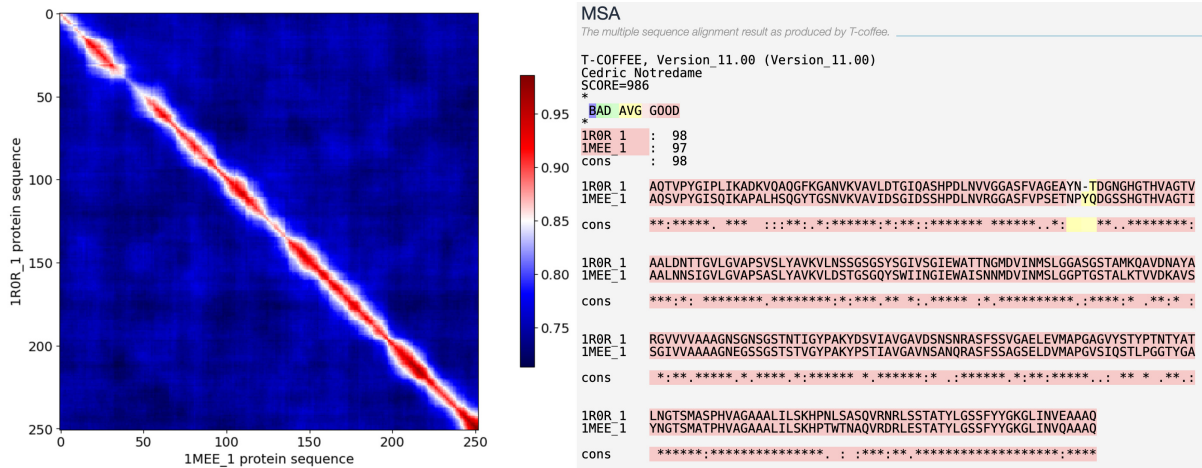 0
50
100
150
200
250
1R0R_1 protein sequence
0
50
100
150
200
250
1MEE_1 protein sequence
0.95
0.90
0.85
0.80
0.75
MSA
The multiple sequence alignment result as produced by T-coffee.
T-COFFEE, Version_11.00 (Version_11.00)
Cedric Notredame
SCORE=986
*
BAD AVG GOOD
*
1R0R_1 : 98
1MEE_1 : 97
cons : 98
1R0R_1 AQTVPYGIPLIKADKVQAQGFKGANVKVAVLDTGIQASHPDLNVVGGASFVAGEAYN-TDGNGHGTHVAGTV
1MEE_1 AQSVPYGISQIKAPALHSQGYTGSNVKVAVIDSGIDSSHPDLNVRGGASFVPSETNPYQDGSSHGTHVAGTI
cons **:*****. *** :::**:.*:******:*:**:.******* ******..*: **..********:
1R0R_1 AALDNTTGVLGVAPSVSLYAVKVLNSSGSGSYSGIVSGIEWATTNGMDVINMSLGGASGSTAMKQAVDNAYA
1MEE_1 AALNNSIGVLGVAPSASLYAVKVLDSTGSGQYSWIINGIEWAISNNMDVINMSLGGPTGSTALKTVVDKAVS
cons ***:*: ********.********:*:***.** *:.***** :*.**********.:****:* .**:* :
1R0R_1 RGVVVVAAAGNSGNSGSTNTIGYPAKYDSVIAVGAVDSNSNRASFSSVGAELEVMAPGAGVYSTYPTNTYAT
1MEE_1 SGIVVAAAAGNEGSSGSTSTVGYPAKYPSTIAVGAVNSANQRASFSSAGSELDVMAPGVSIQSTLPGGTYGA
cons *:**.*****.*.****.*:****** *.******:* .:******.*:**:*****..: ** * .**.:
1R0R_1 LNGTSMASPHVAGAAALILSKHPNLSASQVRNRLSSTATYLGSSFYYGKGLINVEAAAQ
1MEE_1 YNGTSMATPHVAGAAALILSKHPTWTNAQVRDRLESTATYLGSSFYYGKGLINVQAAAQ
cons ******:***************. : :***:**.*******************:****